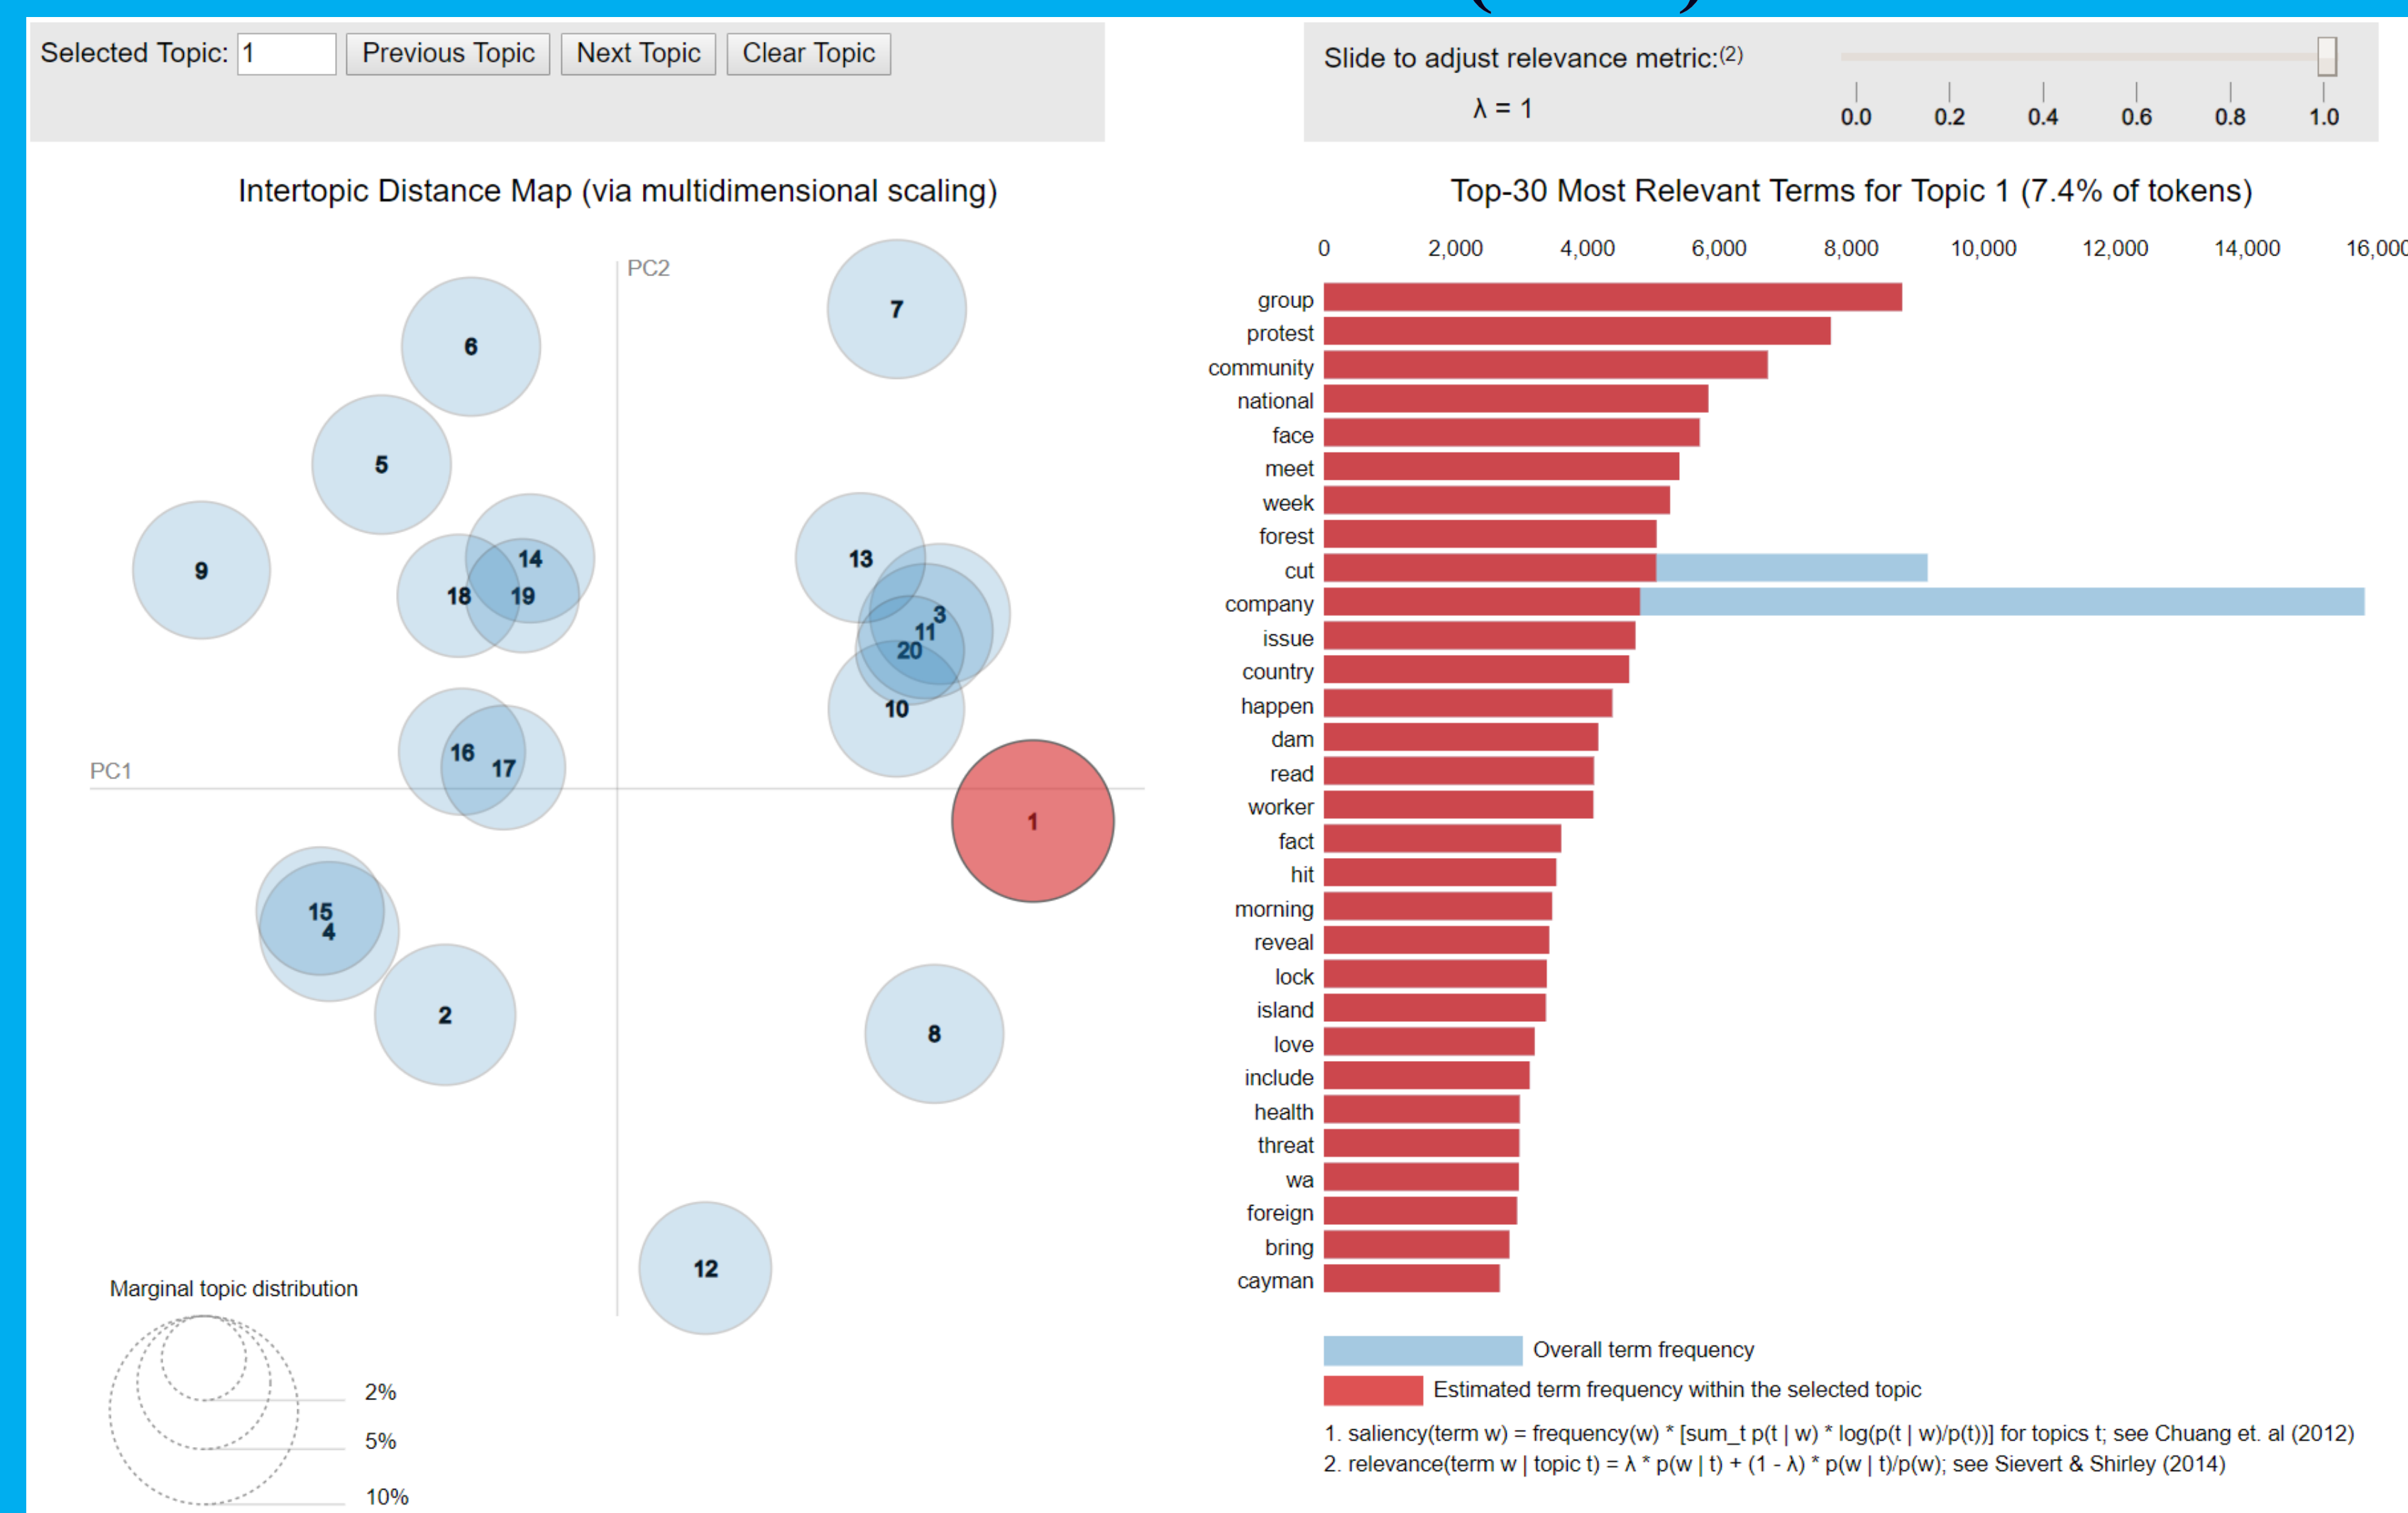 Selected Topic: 1 Previous Topic Next Topic Clear Topic
Slide to adjust relevance metric:(2)
λ = 1
0.0 0.2 0.4 0.6 0.8 1.0
Intertopic Distance Map (via multidimensional scaling)
PC2
7
6
5
9
14
18
19
13
3
11
20
10
16
17
PC1
1
15
4
2
8
12
Marginal topic distribution
2%
5%
10%
Top-30 Most Relevant Terms for Topic 1 (7.4% of tokens)
0 2,000 4,000 6,000 8,000 10,000 12,000 14,000 16,000
group
protest
community
national
face
meet
week
forest
cut
company
issue
country
happen
dam
read
worker
fact
hit
morning
reveal
lock
island
love
include
health
threat
wa
foreign
bring
cayman
Overall term frequency
Estimated term frequency within the selected topic
1. saliency(term w) = frequency(w) * [sum_t p(t | w) * log(p(t | w)/p(t))] for topics t; see Chuang et. al (2012)
2. relevance(term w | topic t) = λ * p(w | t) + (1 - λ) * p(w | t)/p(w); see Sievert & Shirley (2014)